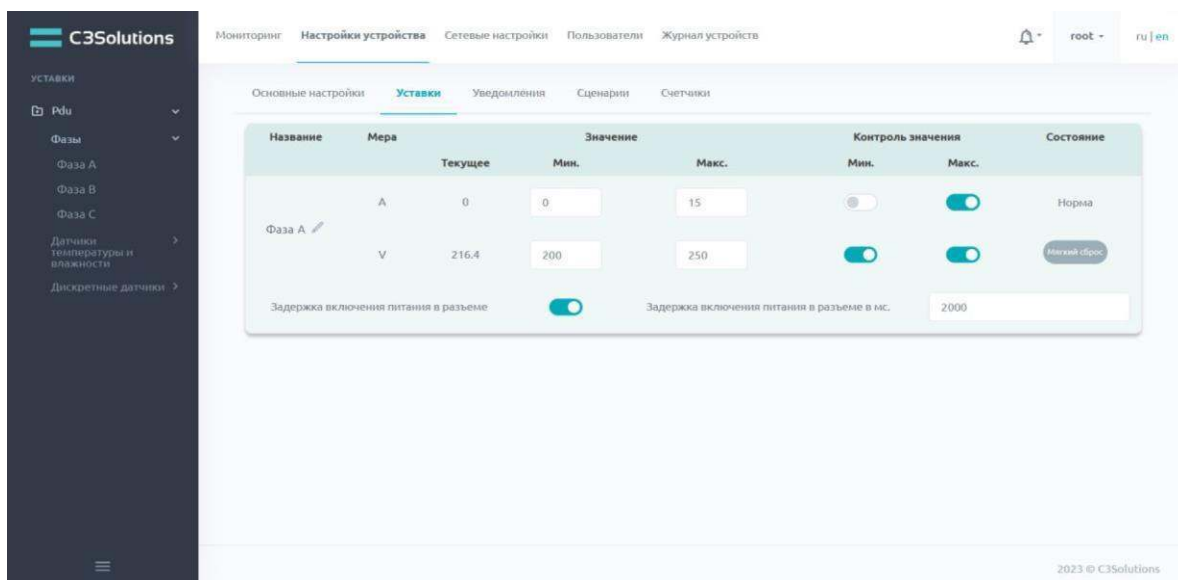 C3Solutions
Мониторинг Настройки устройства Сетевые настройки Пользователи Журнал устройств root ru | en
УСТАВКИ
Pdu
Фазы
Фаза A
Фаза B
Фаза C
Датчики
температуры и
влажности
Дискретные датчики
Основные настройки Уставки Уведомления Сценарии Счетчики
Название Мера Значение Контроль значения Состояние
Текущее Мин. Макс. Мин. Макс.
Фаза A
A 0 0 15 Норма
V 216.4 200 250 Мягкий сброс
Задержка включения питания в разъеме Задержка включения питания в разъеме в мс. 2000
2023 © C3Solutions